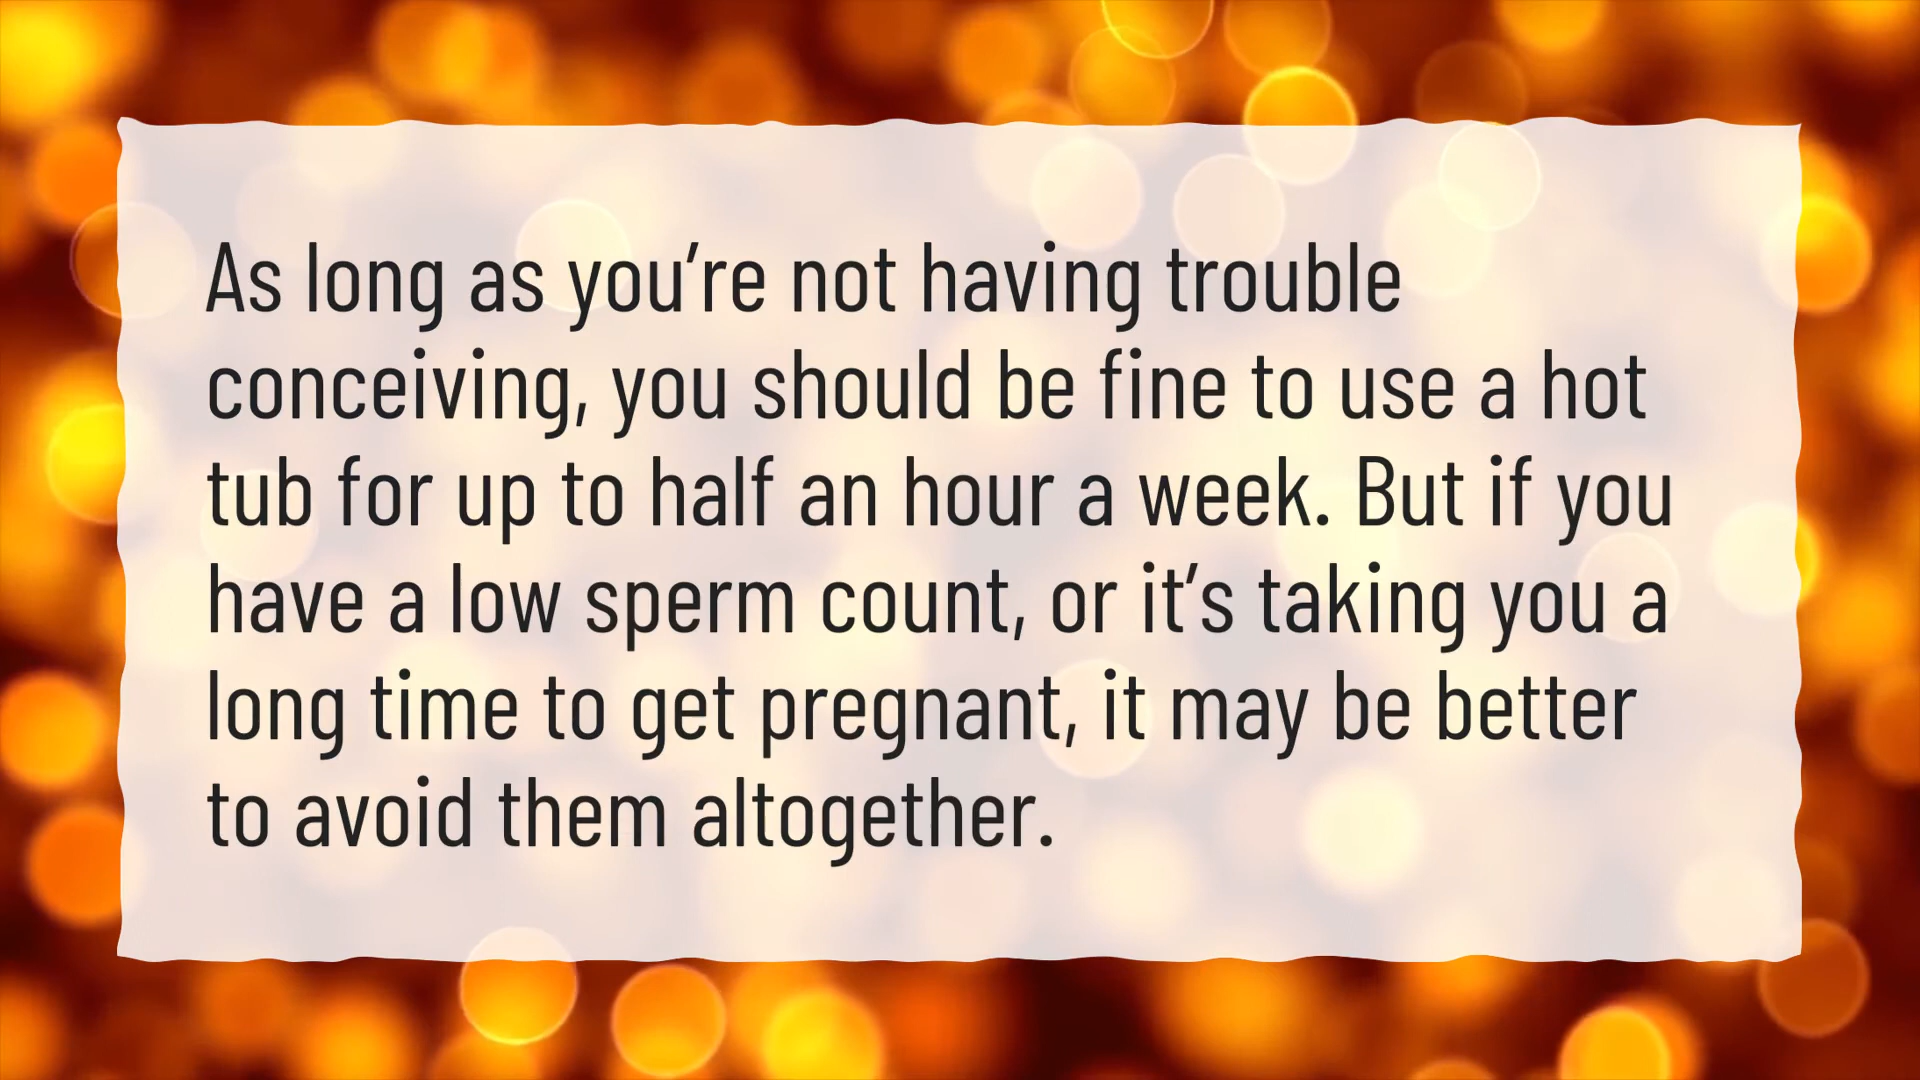 As long as you’re not having trouble
conceiving, you should be fine to use a hot
tub for up to half an hour a week. But if you
have a low sperm count, or it’s taking you a
long time to get pregnant, it may be better
to avoid them altogether.